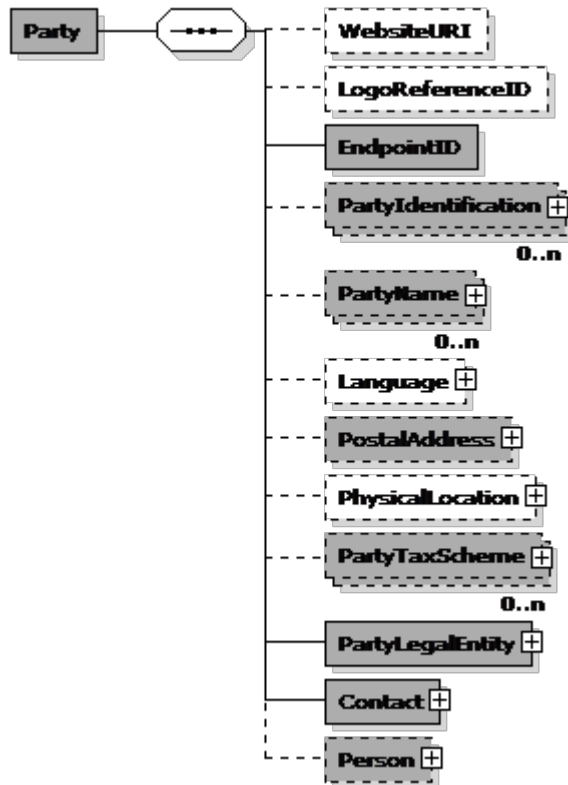 Party
WebsiteURI
LogoReferenceID
EndpointID
PartyIdentification
0..n
PartyName
0..n
Language
PostalAddress
PhysicalLocation
PartyTaxScheme
0..n
PartyLegalEntity
Contact
Person